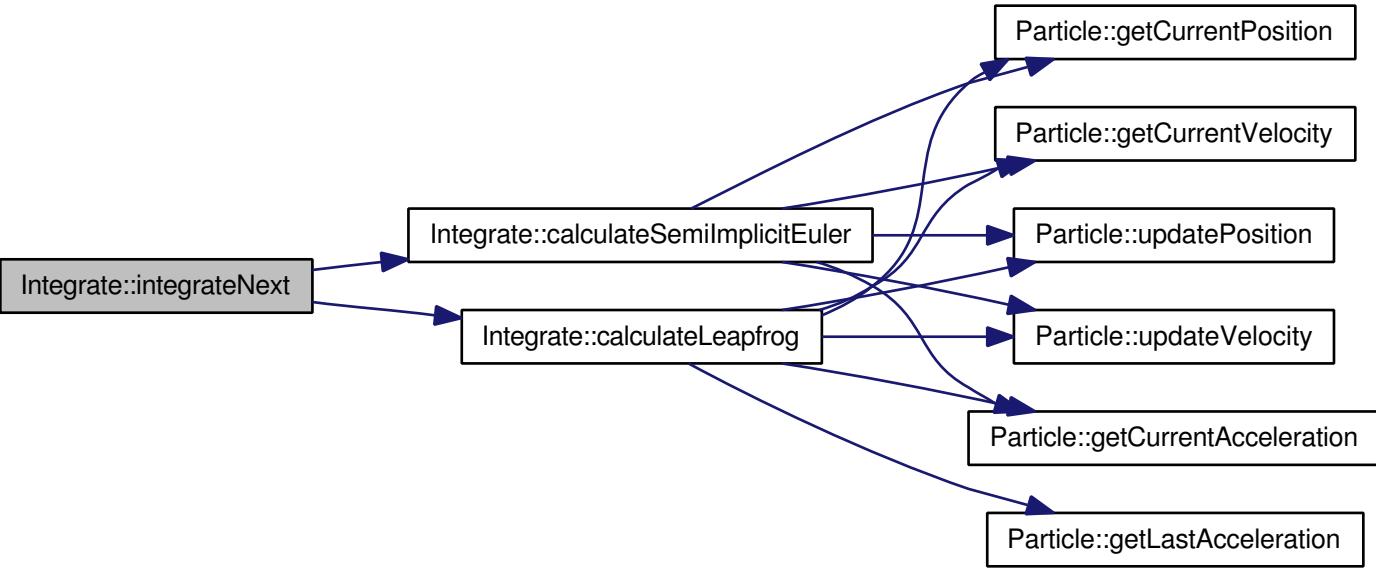 Integrate::integrateNext
Integrate::calculateSemiImplicitEuler
Integrate::calculateLeapfrog
Particle::getCurrentPosition
Particle::getCurrentVelocity
Particle::updatePosition
Particle::updateVelocity
Particle::getCurrentAcceleration
Particle::getLastAcceleration